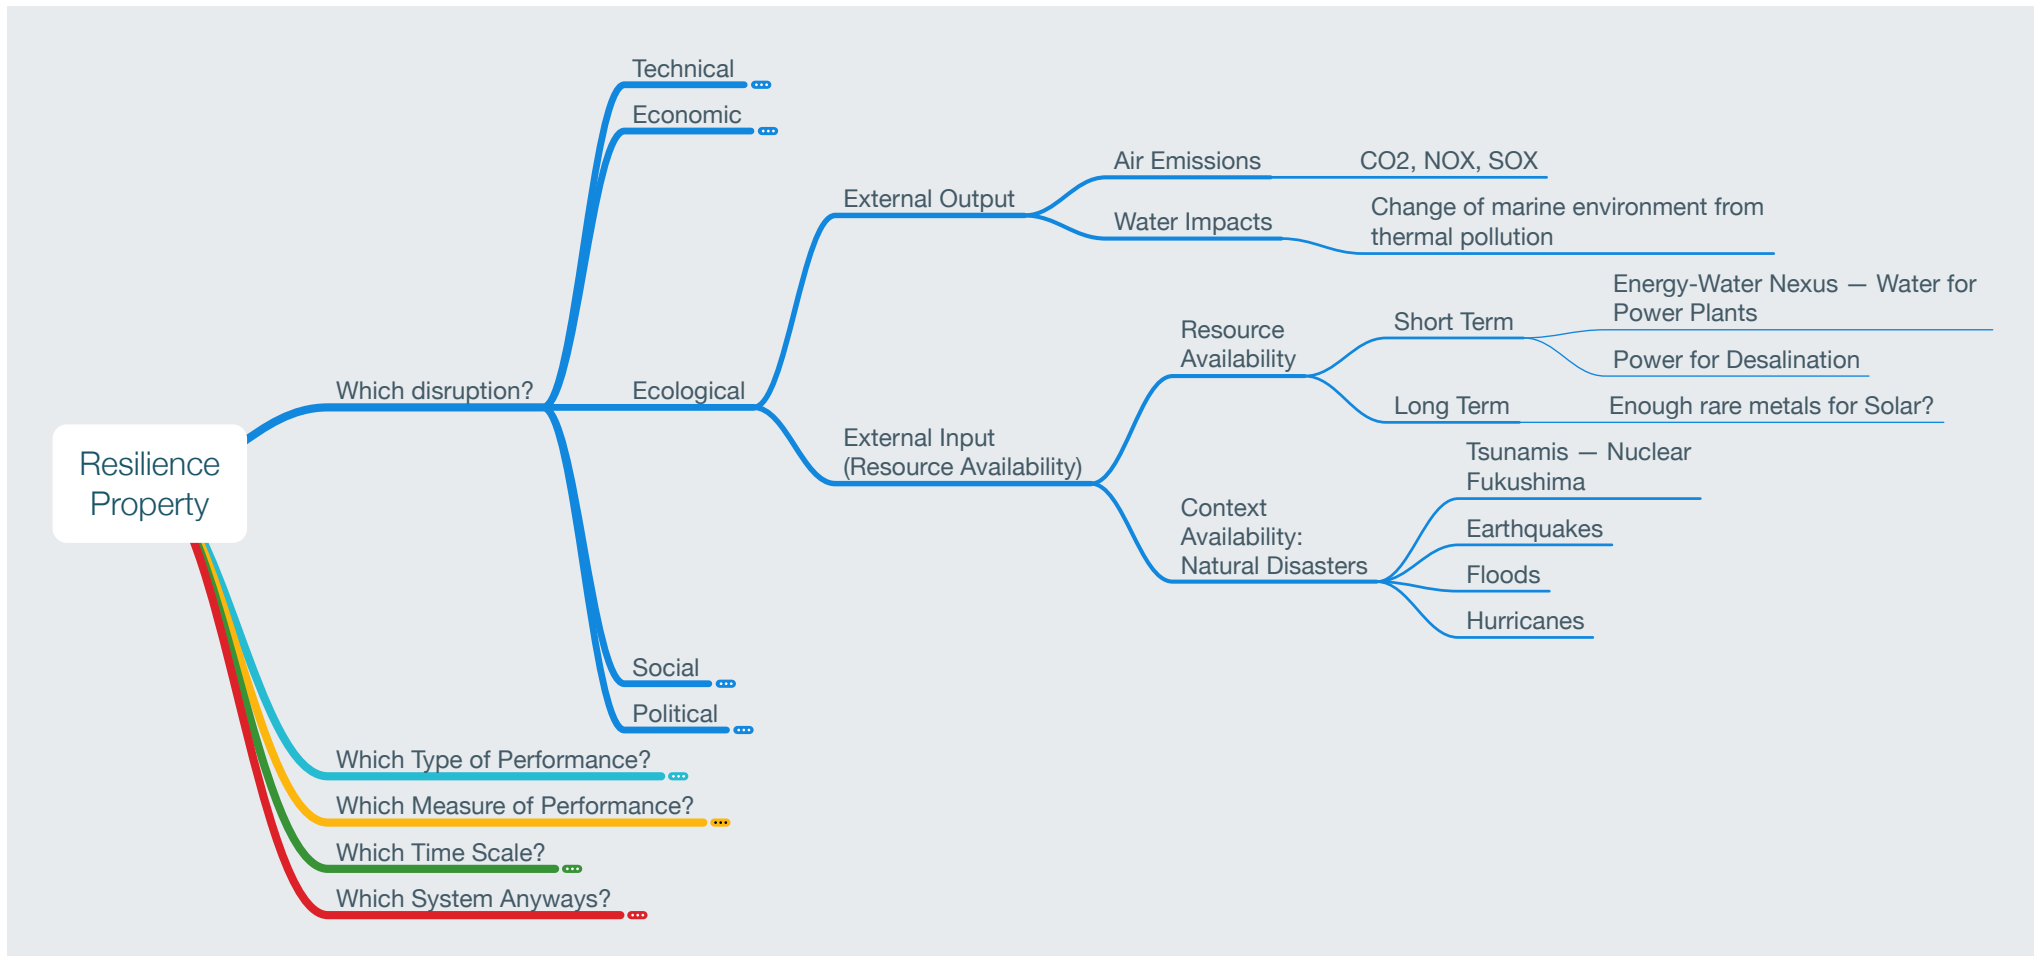 Resilience
Property
Which disruption?
Technical
Economic
Ecological
External Output
Air Emissions
CO2, NOX, SOX
Water Impacts
Change of marine environment from
thermal pollution
External Input
(Resource Availability)
Resource
Availability
Short Term
Energy-Water Nexus — Water for
Power Plants
Power for Desalination
Long Term
Enough rare metals for Solar?
Context
Availability:
Natural Disasters
Tsunamis — Nuclear
Fukushima
Earthquakes
Floods
Hurricanes
Social
Political
Which Type of Performance?
Which Measure of Performance?
Which Time Scale?
Which System Anyways?